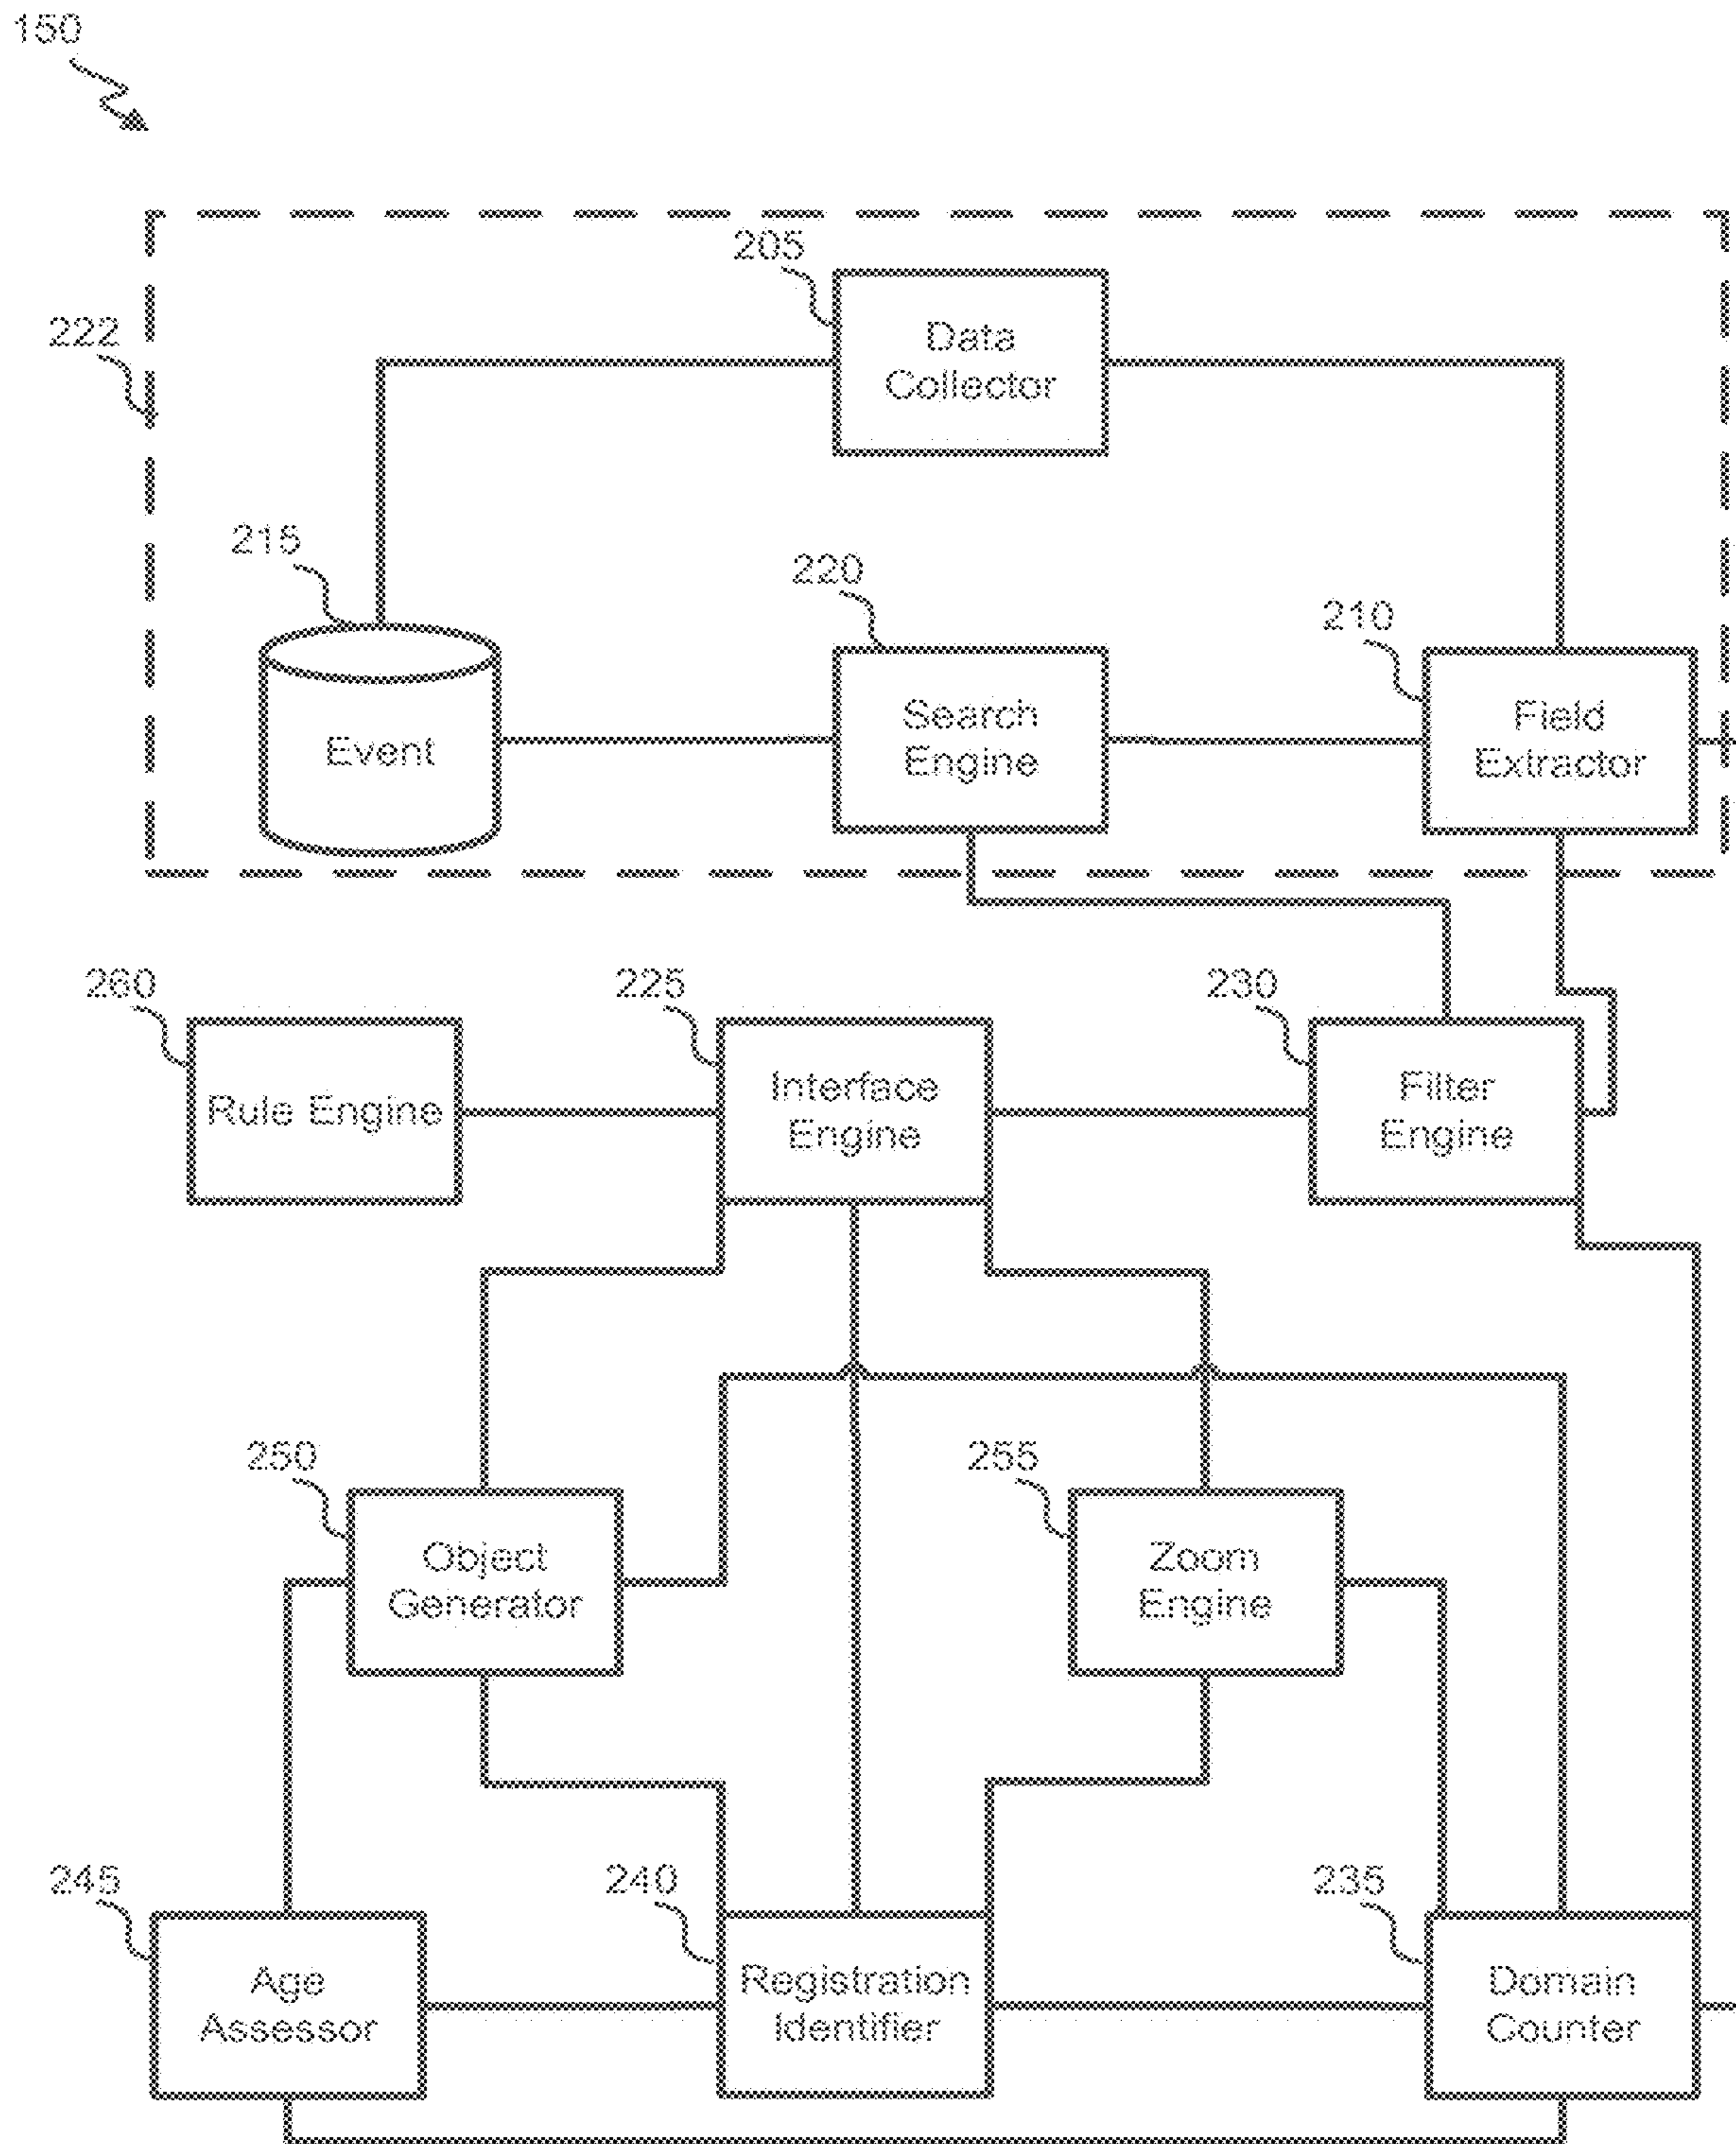 150
222
205
Data
Collector
215
Event
220
Search
Engine
210
Field
Extractor
260
Rule Engine
225
Interface
Engine
230
Filter
Engine
250
Object
Generator
255
Zoom
Engine
245
Age
Assessor
240
Registration
Identifier
235
Domain
Counter